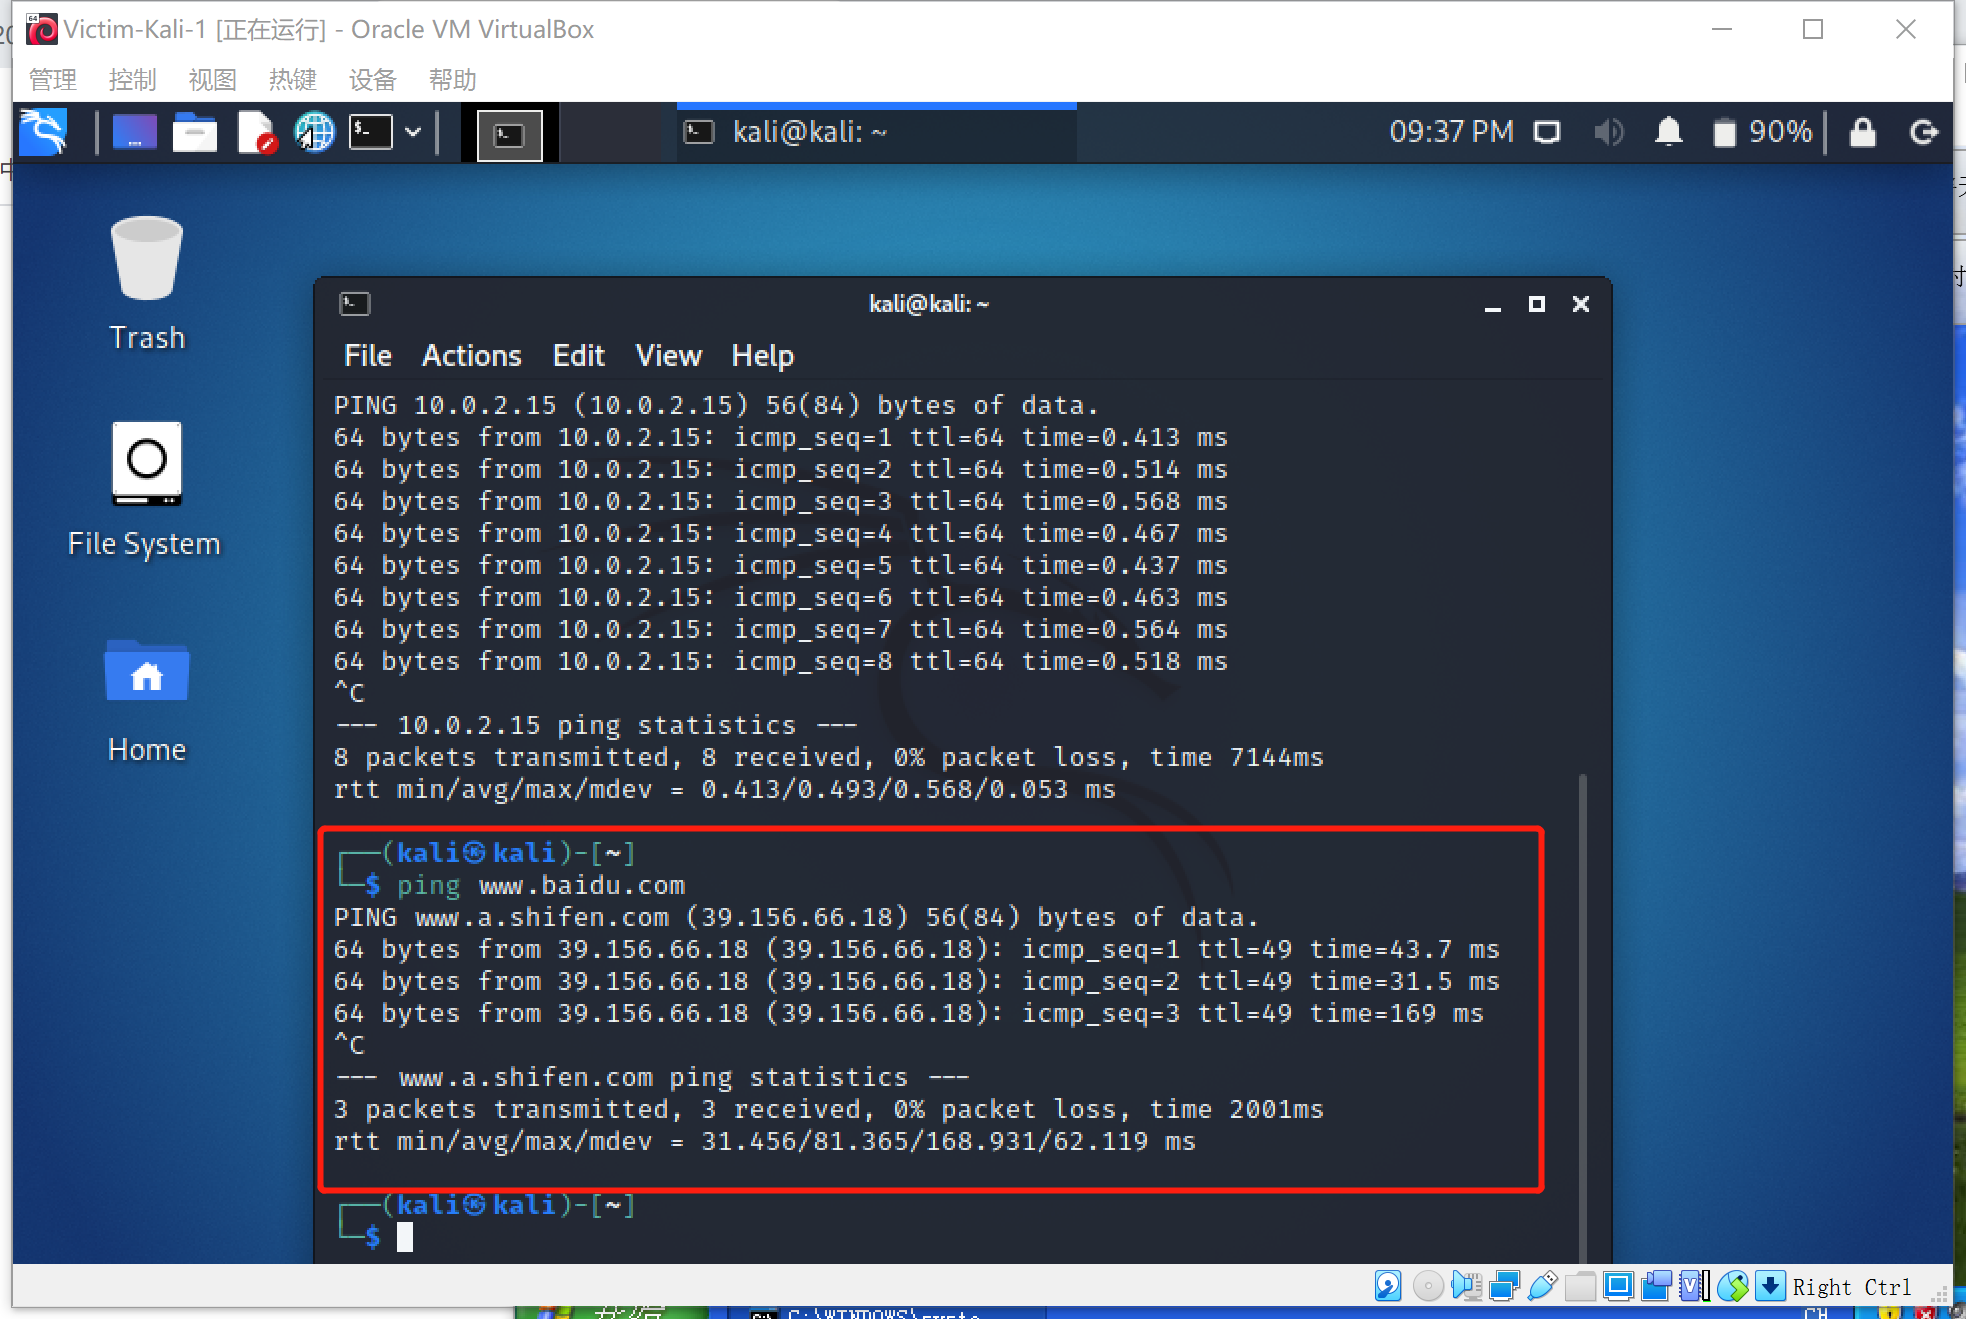 Victim-Kali-1 [正在运行] - Oracle VM VirtualBox
管理 控制 视图 热键 设备 帮助
kali@kali: ~
09:37 PM
90%
Trash
File System
Home
kali@kali: ~
File Actions Edit View Help
PING 10.0.2.15 (10.0.2.15) 56(84) bytes of data.
64 bytes from 10.0.2.15: icmp_seq=1 ttl=64 time=0.413 ms
64 bytes from 10.0.2.15: icmp_seq=2 ttl=64 time=0.514 ms
64 bytes from 10.0.2.15: icmp_seq=3 ttl=64 time=0.568 ms
64 bytes from 10.0.2.15: icmp_seq=4 ttl=64 time=0.467 ms
64 bytes from 10.0.2.15: icmp_seq=5 ttl=64 time=0.437 ms
64 bytes from 10.0.2.15: icmp_seq=6 ttl=64 time=0.463 ms
64 bytes from 10.0.2.15: icmp_seq=7 ttl=64 time=0.564 ms
64 bytes from 10.0.2.15: icmp_seq=8 ttl=64 time=0.518 ms
^C
--- 10.0.2.15 ping statistics ---
8 packets transmitted, 8 received, 0% packet loss, time 7144ms
rtt min/avg/max/mdev = 0.413/0.493/0.568/0.053 ms
┌──(kali㉿kali)-[~]
└─$ ping www.baidu.com
PING www.a.shifen.com (39.156.66.18) 56(84) bytes of data.
64 bytes from 39.156.66.18 (39.156.66.18): icmp_seq=1 ttl=49 time=43.7 ms
64 bytes from 39.156.66.18 (39.156.66.18): icmp_seq=2 ttl=49 time=31.5 ms
64 bytes from 39.156.66.18 (39.156.66.18): icmp_seq=3 ttl=49 time=169 ms
^C
--- www.a.shifen.com ping statistics ---
3 packets transmitted, 3 received, 0% packet loss, time 2001ms
rtt min/avg/max/mdev = 31.456/81.365/168.931/62.119 ms
┌──(kali㉿kali)-[~]
└─$
Right Ctrl